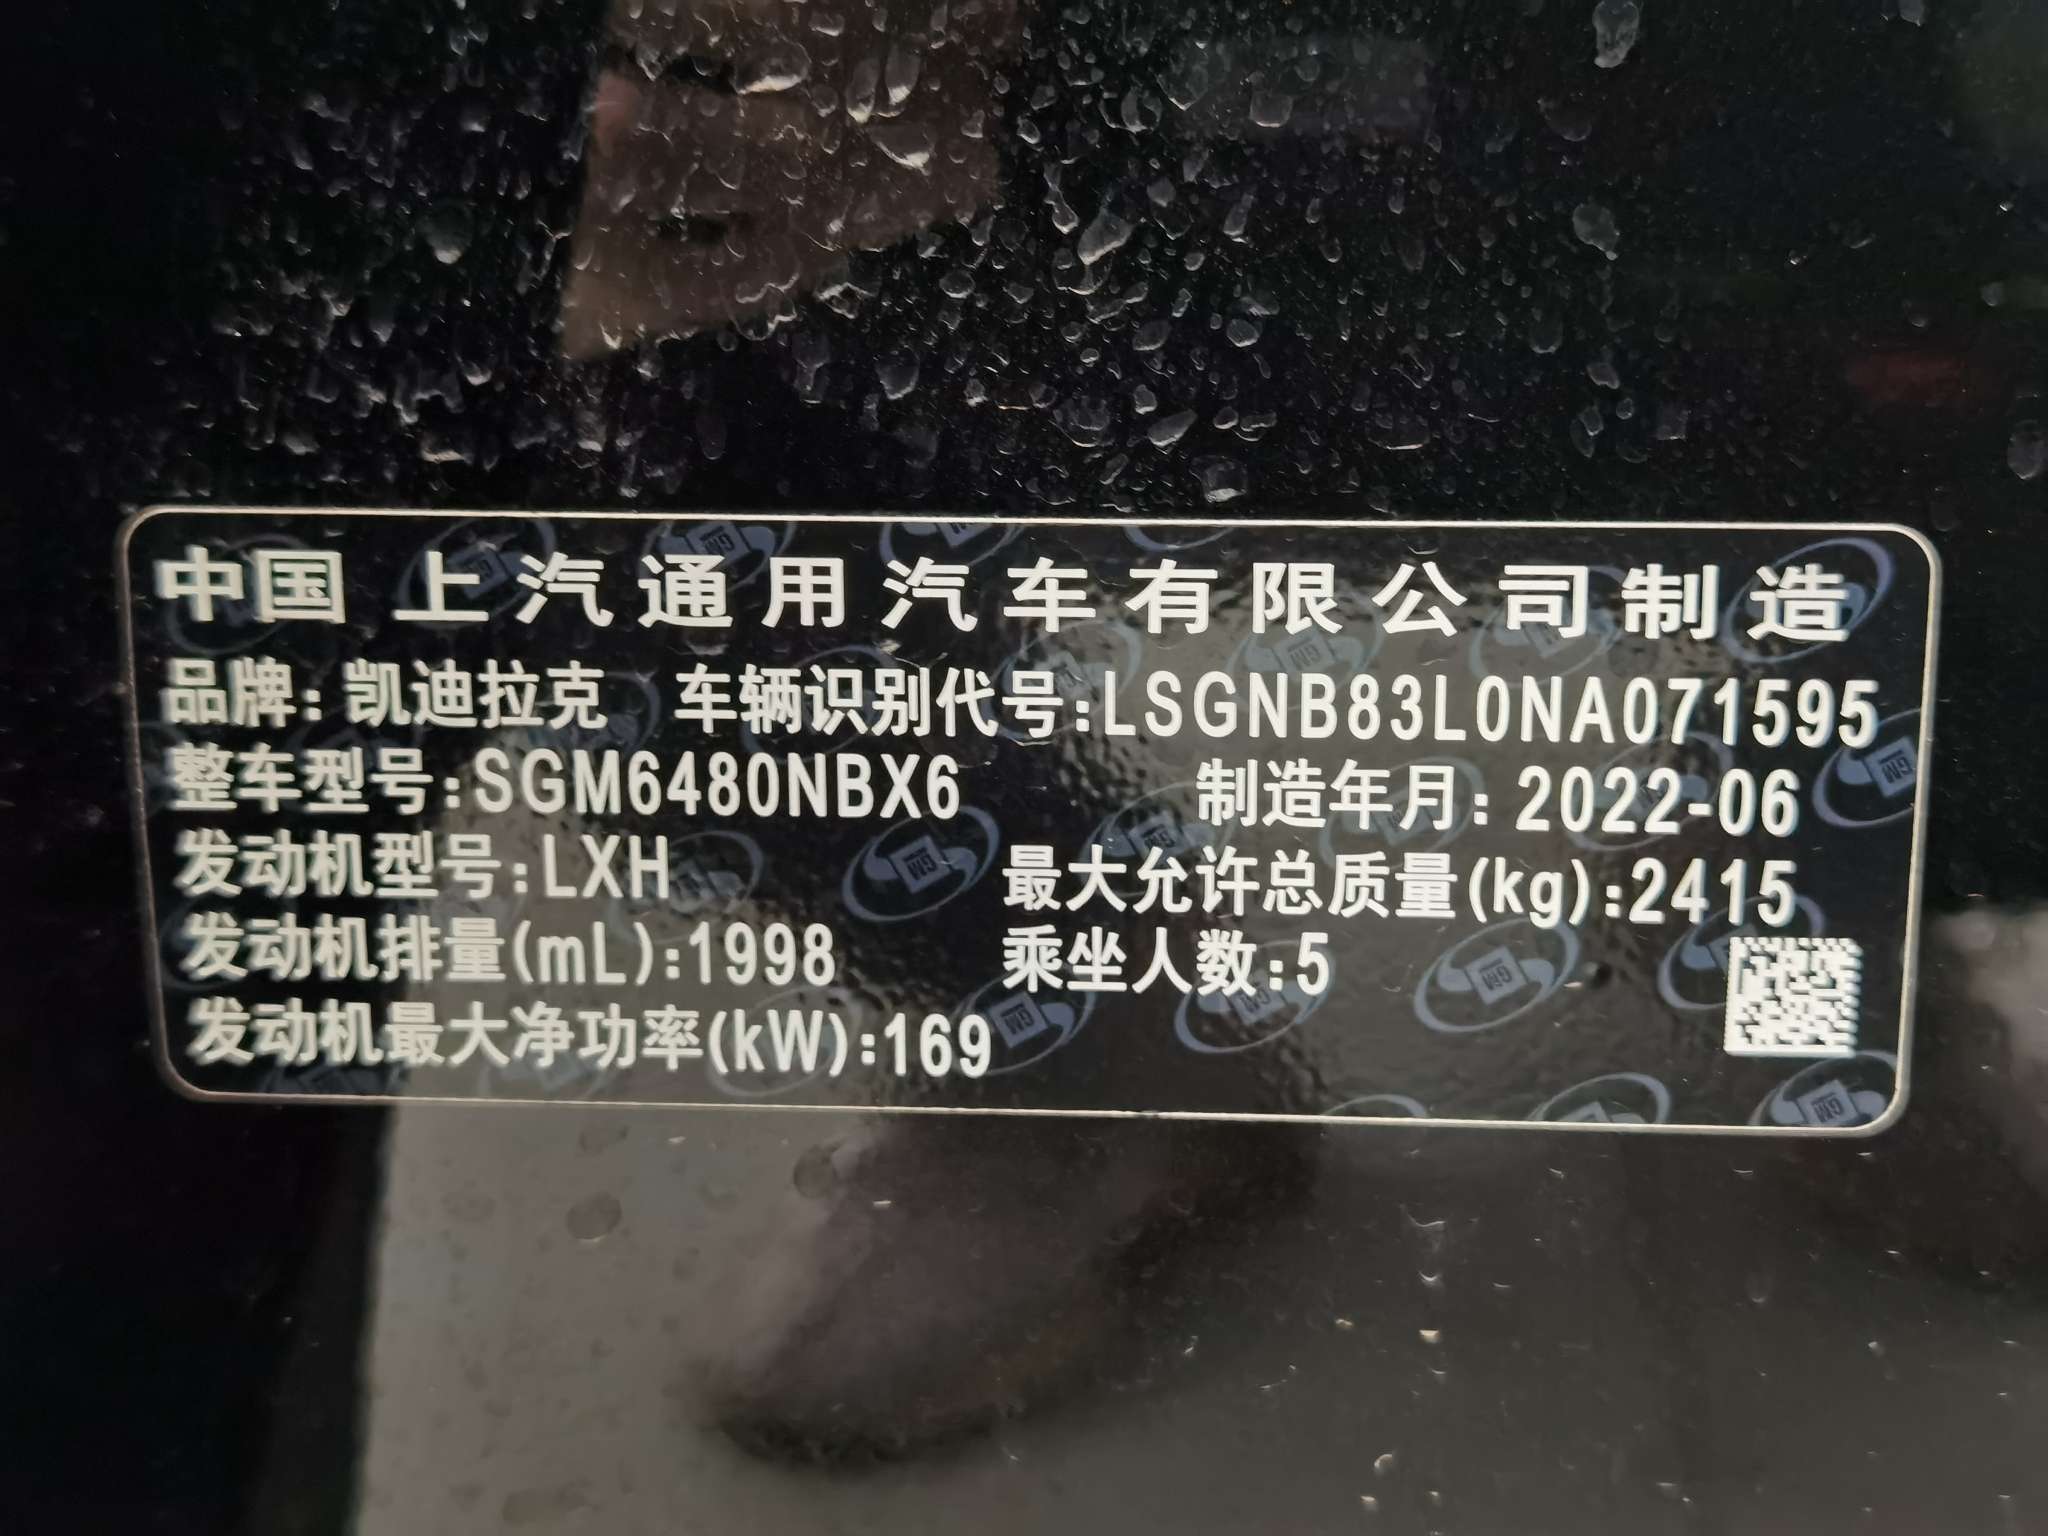 中国 上汽通用汽车有限公司制造
品牌: 凯迪拉克 车辆识别代号:LSGNB83L0NA071595
整车型号:SGM6480NBX6 制造年月: 2022-06
发动机型号:LXH 最大允许总质量(kg):2415
发动机排量(mL):1998 乘坐人数:5
发动机最大净功率(kW):169